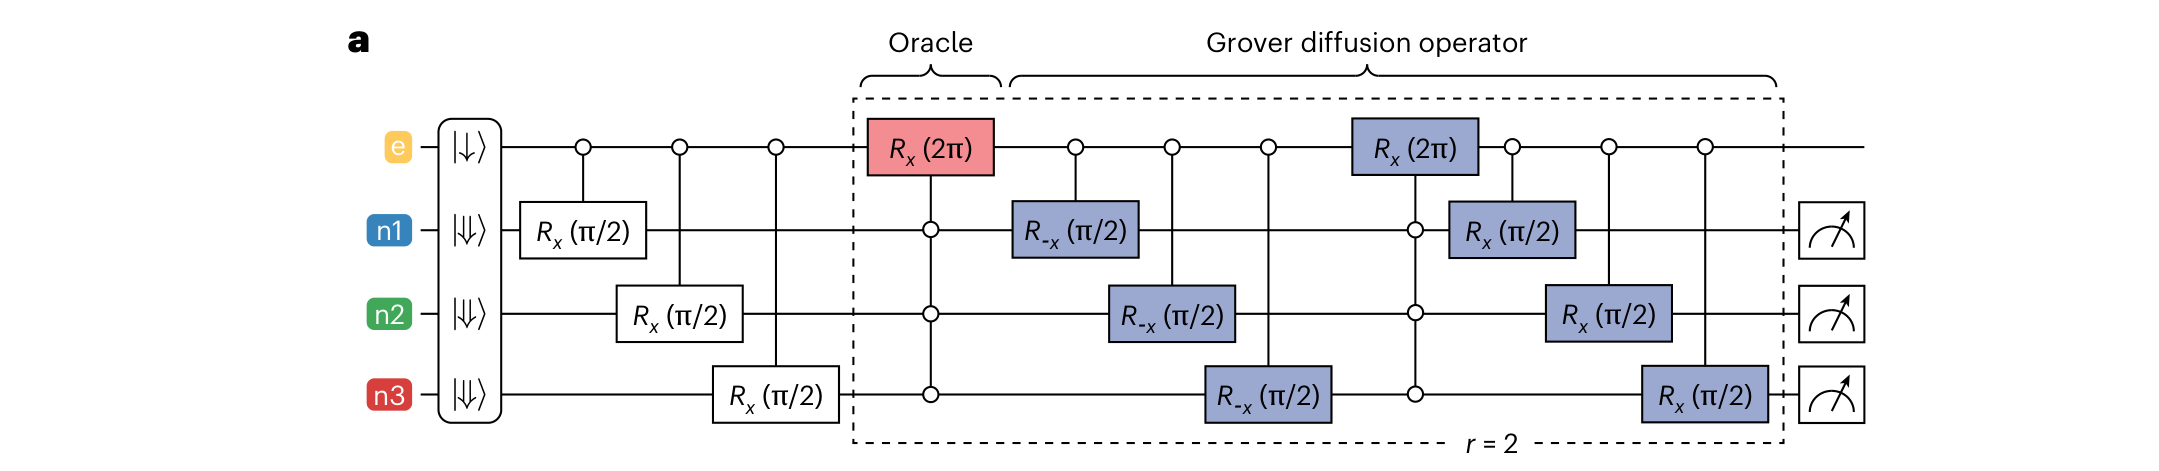 a
Oracle
Grover diffusion operator
e |↓⟩ Rx (2π) Rx (2π)
n1 |⇓⟩ Rx (π/2) R-x (π/2) Rx (π/2)
n2 |⇓⟩ Rx (π/2) R-x (π/2) Rx (π/2)
n3 |⇓⟩ Rx (π/2) R-x (π/2) Rx (π/2)
r = 2